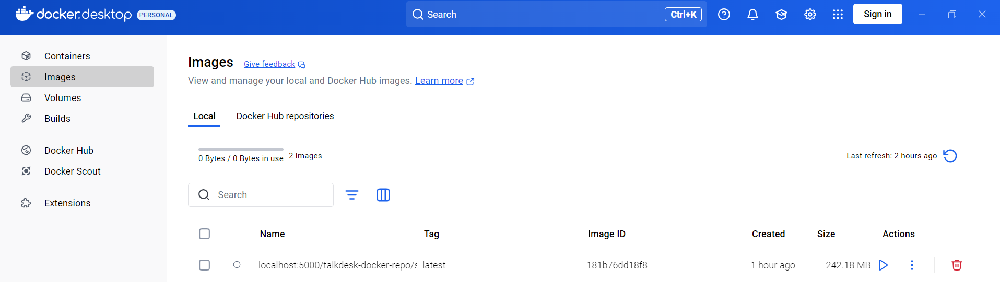 docker.desktop PERSONAL Search Ctrl+K Sign in
Containers
Images
Volumes
Builds
Docker Hub
Docker Scout
Extensions
Images Give feedback
View and manage your local and Docker Hub images. Learn more
Local Docker Hub repositories
0 Bytes / 0 Bytes in use 2 images Last refresh: 2 hours ago
Search
Name Tag Image ID Created Size Actions
localhost:5000/talkdesk-docker-repo/s latest 181b76dd18f8 1 hour ago 242.18 MB